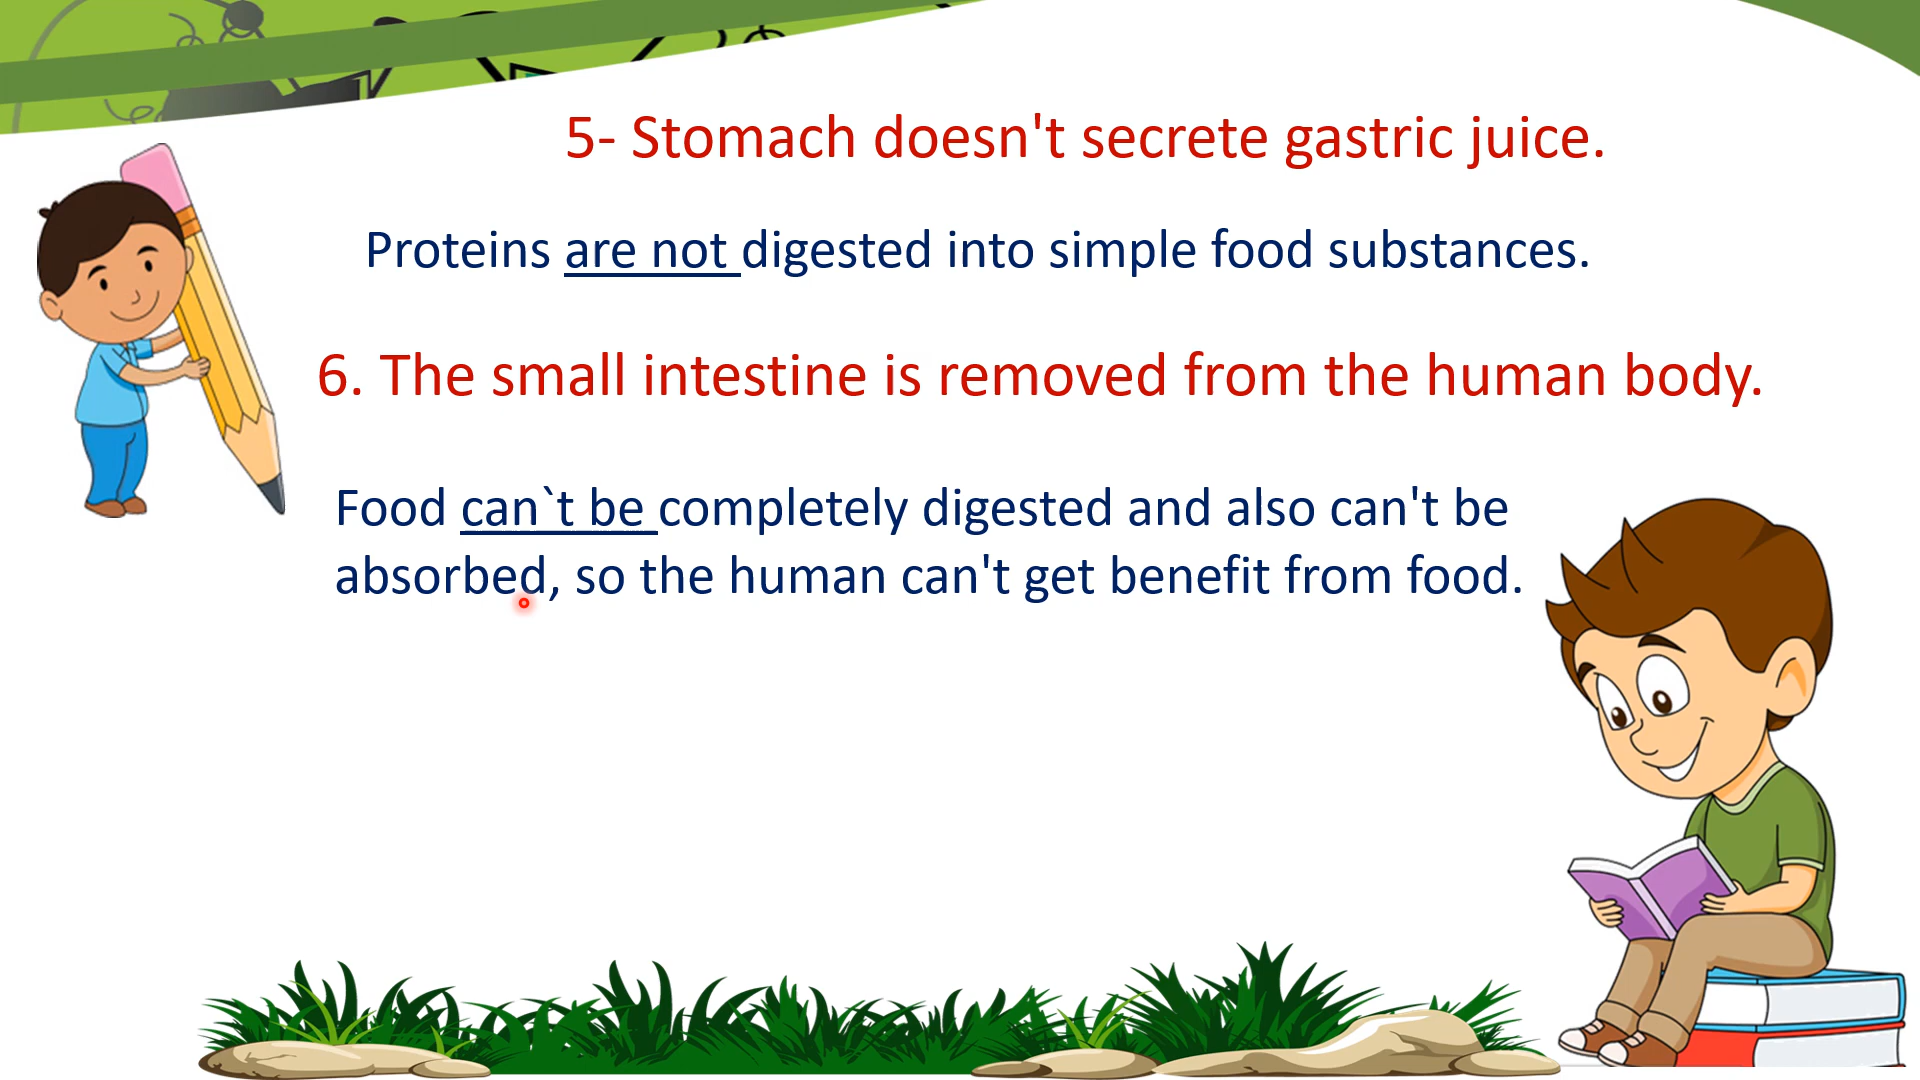 5- Stomach doesn't secrete gastric juice.
Proteins are not digested into simple food substances.
6. The small intestine is removed from the human body.
Food can`t be completely digested and also can't be
absorbed, so the human can't get benefit from food.